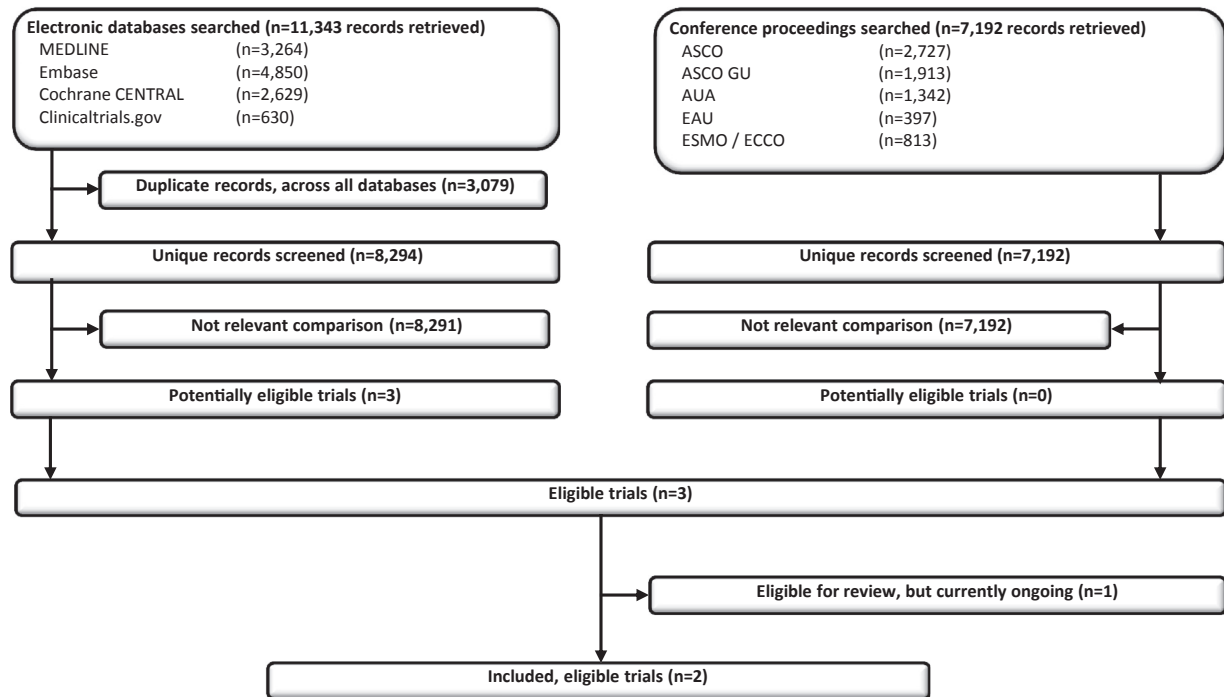 Electronic databases searched (n=11,343 records retrieved)
MEDLINE (n=3,264)
Embase (n=4,850)
Cochrane CENTRAL (n=2,629)
Clinicaltrials.gov (n=630)
Conference proceedings searched (n=7,192 records retrieved)
ASCO (n=2,727)
ASCO GU (n=1,913)
AUA (n=1,342)
EAU (n=397)
ESMO / ECCO (n=813)
Duplicate records, across all databases (n=3,079)
Unique records screened (n=8,294)
Unique records screened (n=7,192)
Not relevant comparison (n=8,291)
Not relevant comparison (n=7,192)
Potentially eligible trials (n=3)
Potentially eligible trials (n=0)
Eligible trials (n=3)
Eligible for review, but currently ongoing (n=1)
Included, eligible trials (n=2)